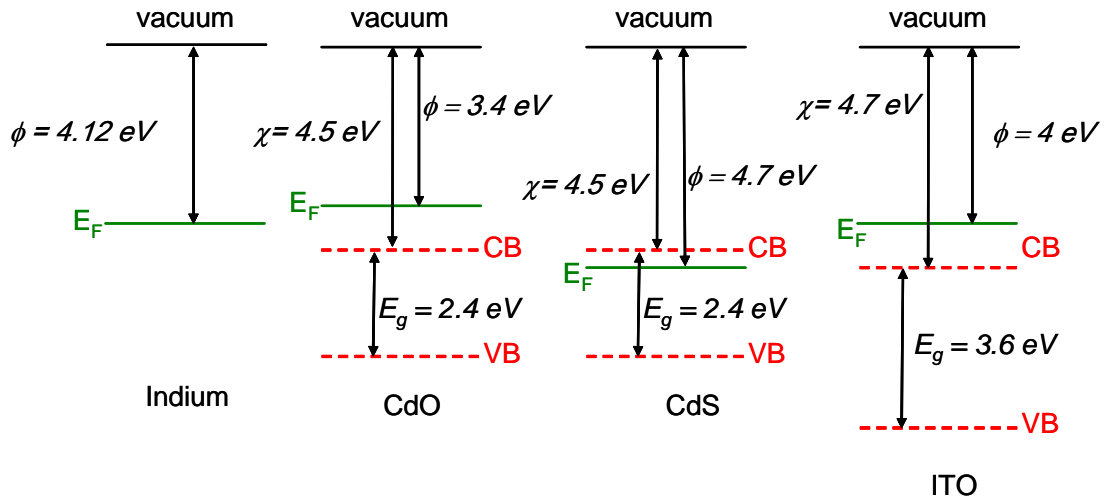 vacuum
vacuum
vacuum
vacuum
ϕ = 4.12 eV
χ= 4.5 eV
ϕ = 3.4 eV
χ= 4.5 eV
ϕ = 4.7 eV
χ= 4.7 eV
ϕ = 4 eV
E_F
E_F
E_F
E_F
CB
CB
CB
E_g = 2.4 eV
E_g = 2.4 eV
E_g = 3.6 eV
VB
VB
VB
Indium
CdO
CdS
ITO